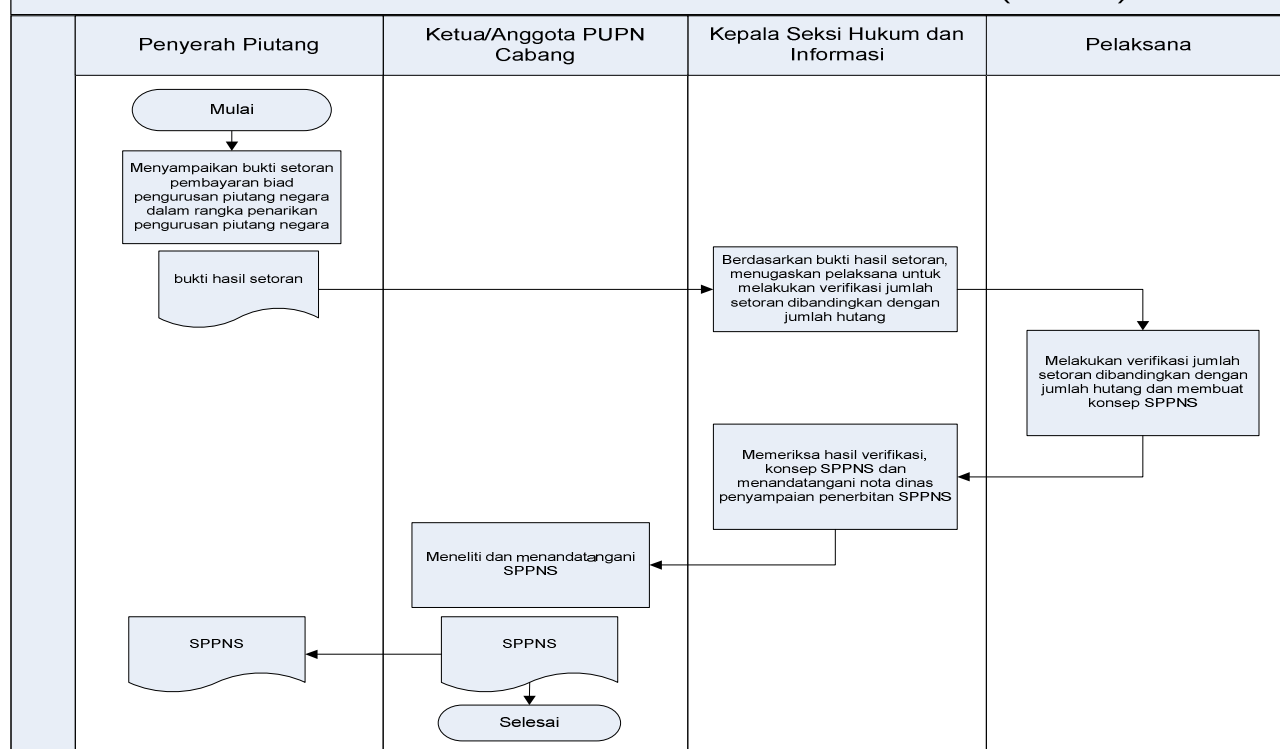 Penyerah Piutang
Ketua/Anggota PUPN
Cabang
Kepala Seksi Hukum dan
Informasi
Pelaksana
Mulai
Menyampaikan bukti setoran
pembayaran biad
pengurusan piutang negara
dalam rangka penarikan
pengurusan piutang negara
bukti hasil setoran
Berdasarkan bukti hasil setoran,
menugaskan pelaksana untuk
melakukan verifikasi jumlah
setoran dibandingkan dengan
jumlah hutang
Melakukan verifikasi jumlah
setoran dibandingkan dengan
jumlah hutang dan membuat
konsep SPPNS
Memeriksa hasil verifikasi,
konsep SPPNS dan
menandatangani nota dinas
penyampaian penerbitan SPPNS
Meneliti dan menandatangani
SPPNS
SPPNS
SPPNS
Selesai